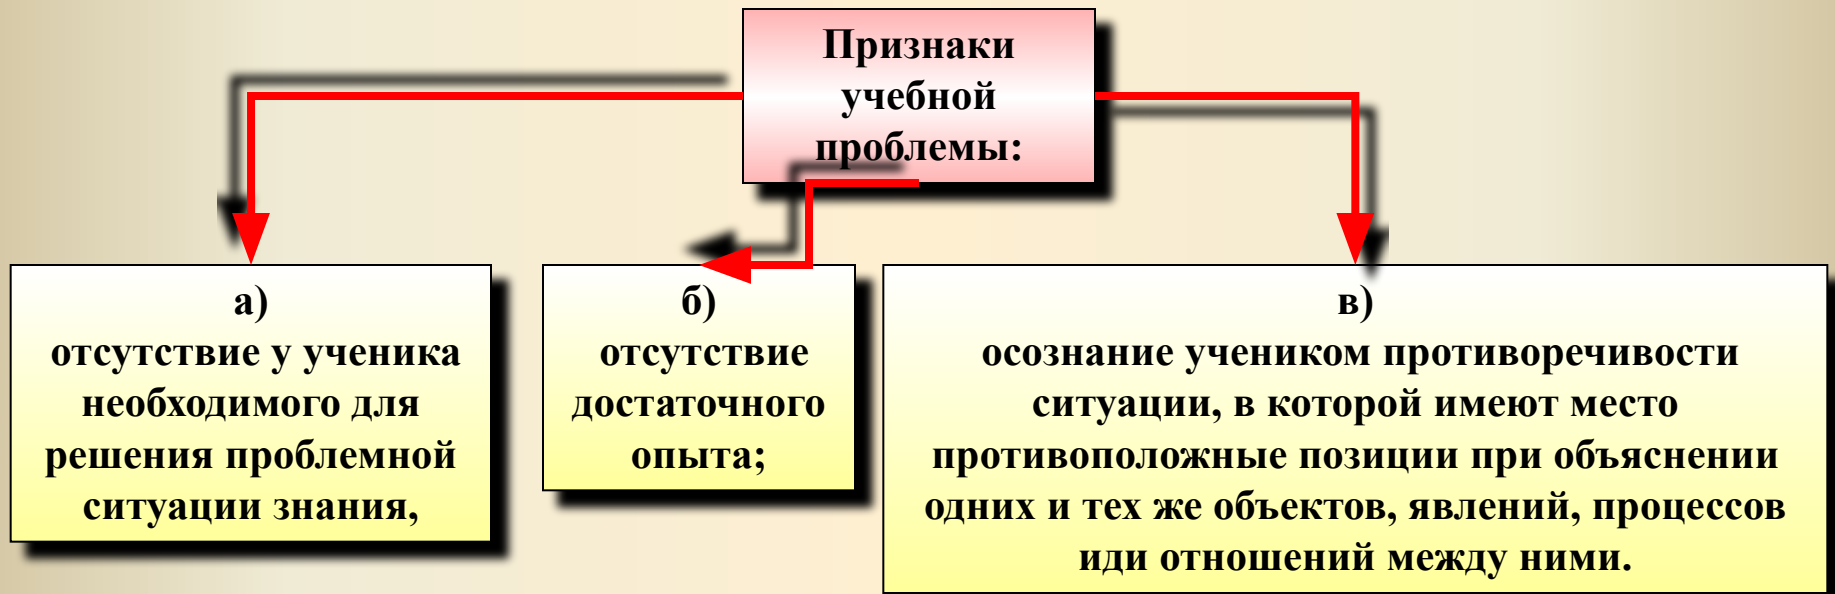 Признаки
учебной
проблемы:
а)
отсутствие у ученика
необходимого для
решения проблемной
ситуации знания,
б)
отсутствие
достаточного
опыта;
в)
осознание учеником противоречивости
ситуации, в которой имеют место
противоположные позиции при объяснении
одних и тех же объектов, явлений, процессов
иди отношений между ними.